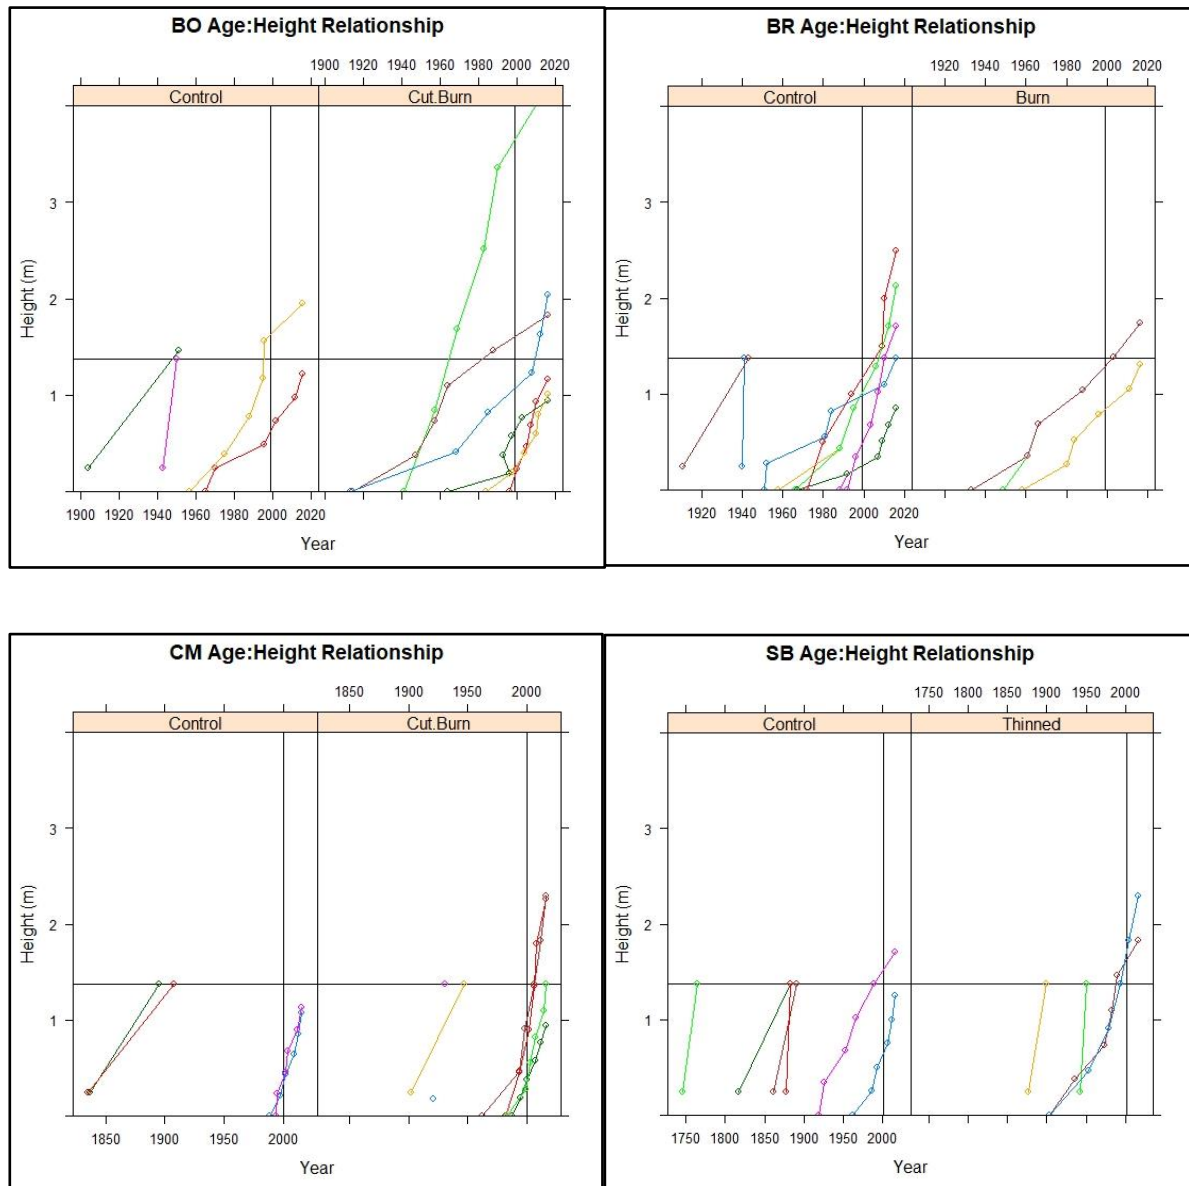 BO Age:Height Relationship
1900 1920 1940 1960 1980 2000 2020
Control Cut.Burn
3
2
1
Height (m)
1900 1920 1940 1960 1980 2000 2020
Year
BR Age:Height Relationship
1920 1940 1960 1980 2000 2020
Control Burn
3
2
1
Height (m)
1920 1940 1960 1980 2000 2020
Year
CM Age:Height Relationship
1850 1900 1950 2000
Control Cut.Burn
3
2
1
Height (m)
1850 1900 1950 2000
Year
SB Age:Height Relationship
1750 1800 1850 1900 1950 2000
Control Thinned
3
2
1
Height (m)
1750 1800 1850 1900 1950 2000
Year